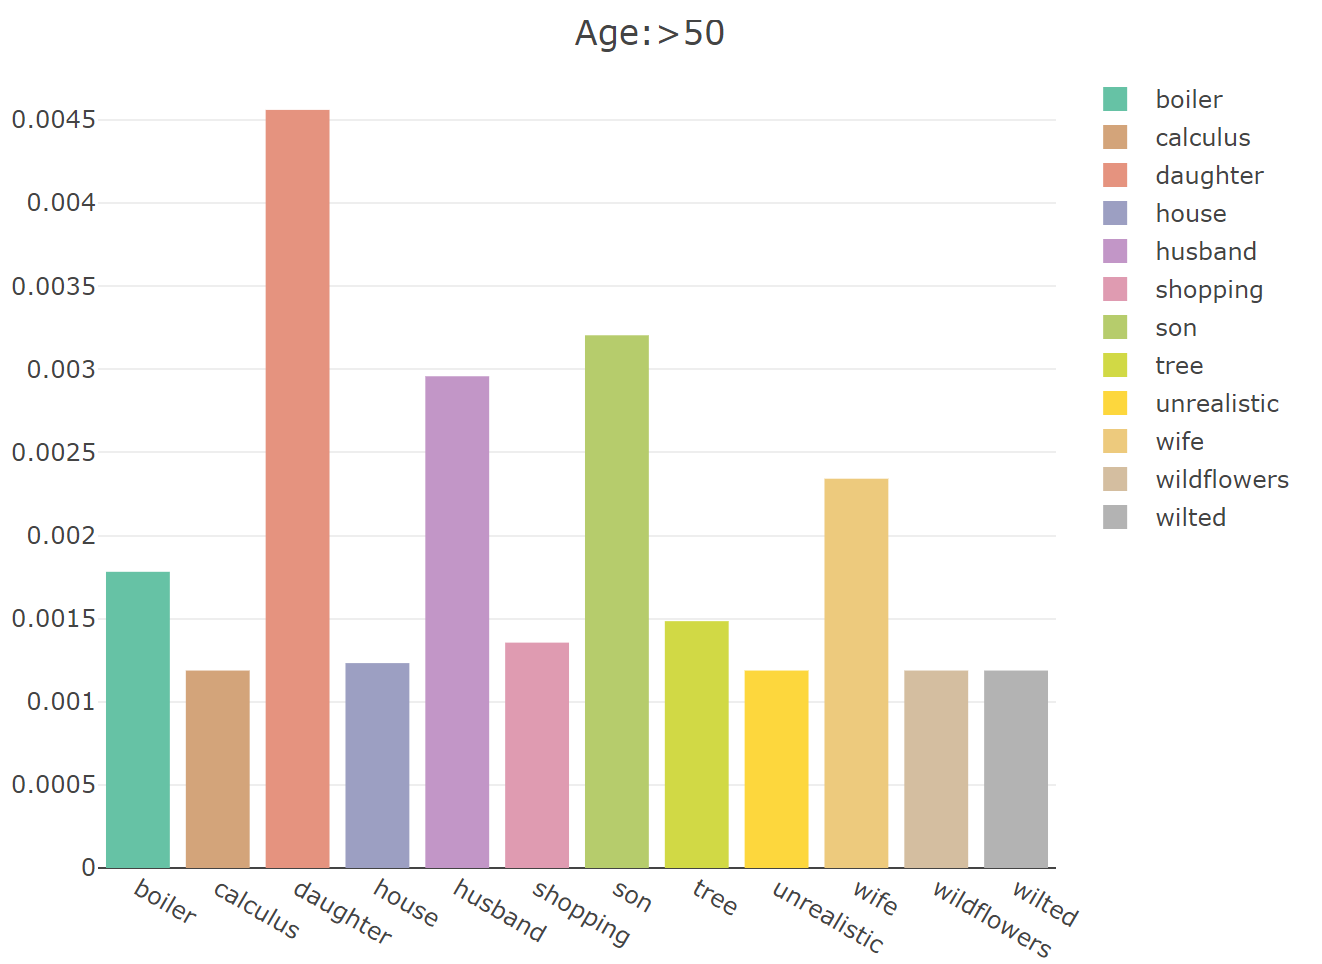 Age:>50
0.0045
0.004
0.0035
0.003
0.0025
0.002
0.0015
0.001
0.0005
0
boiler
calculus
daughter
house
husband
shopping
son
tree
unrealistic
wife
wildflowers
wilted
boiler
calculus
daughter
house
husband
shopping
son
tree
unrealistic
wife
wildflowers
wilted